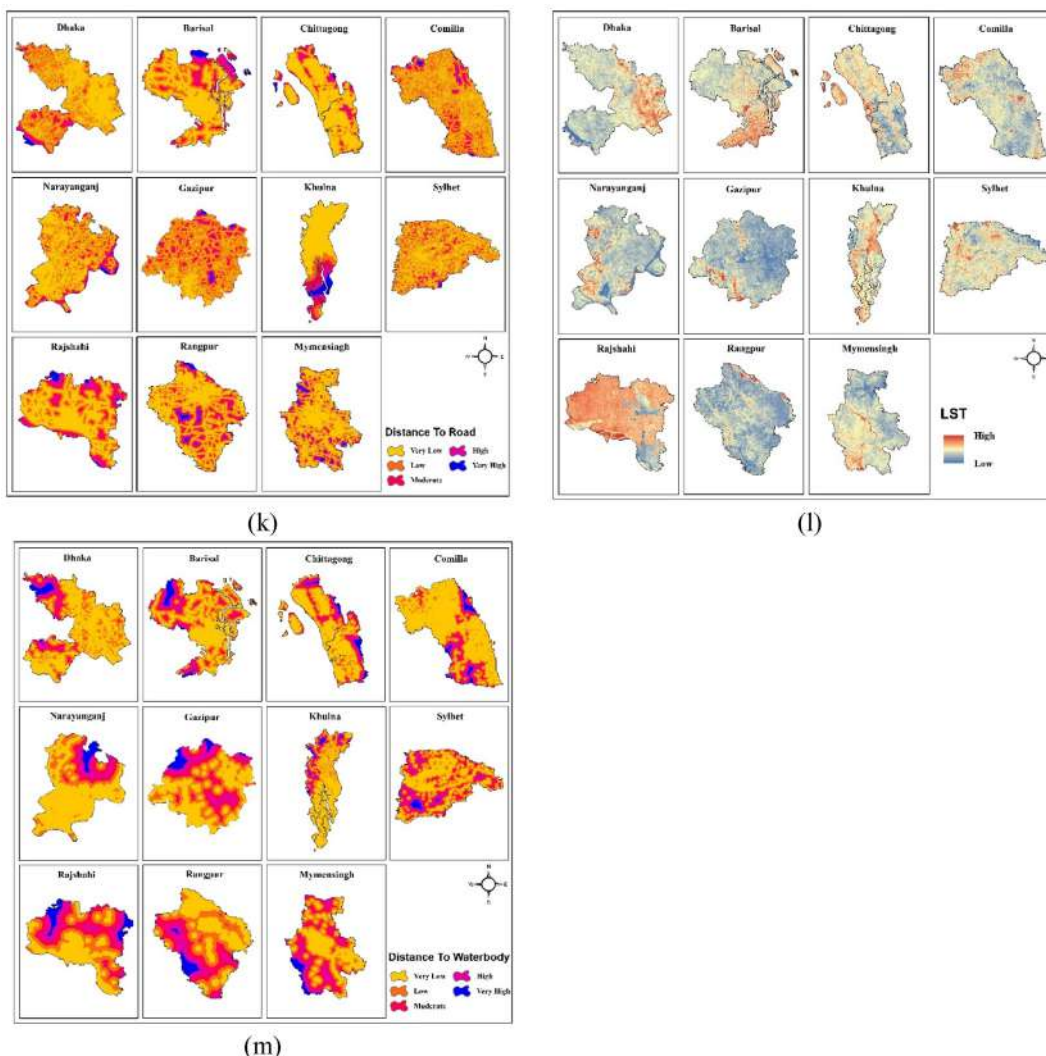 Dhaka Barisal Chittagong Comilla
Narayanganj Gazipur Khulna Sylhet
Rajshahi Rangpur Mymensingh
N
W E
S
Distance To Road
Very Low High
Low Very High
Moderate
(k)
Dhaka Barisal Chittagong Comilla
Narayanganj Gazipur Khulna Sylhet
Rajshahi Rangpur Mymensingh
N
W E
S
LST
High
Low
(l)
Dhaka Barisal Chittagong Comilla
Narayanganj Gazipur Khulna Sylhet
Rajshahi Rangpur Mymensingh
N
W E
S
Distance To Waterbody
Very Low High
Low Very High
Moderate
(m)